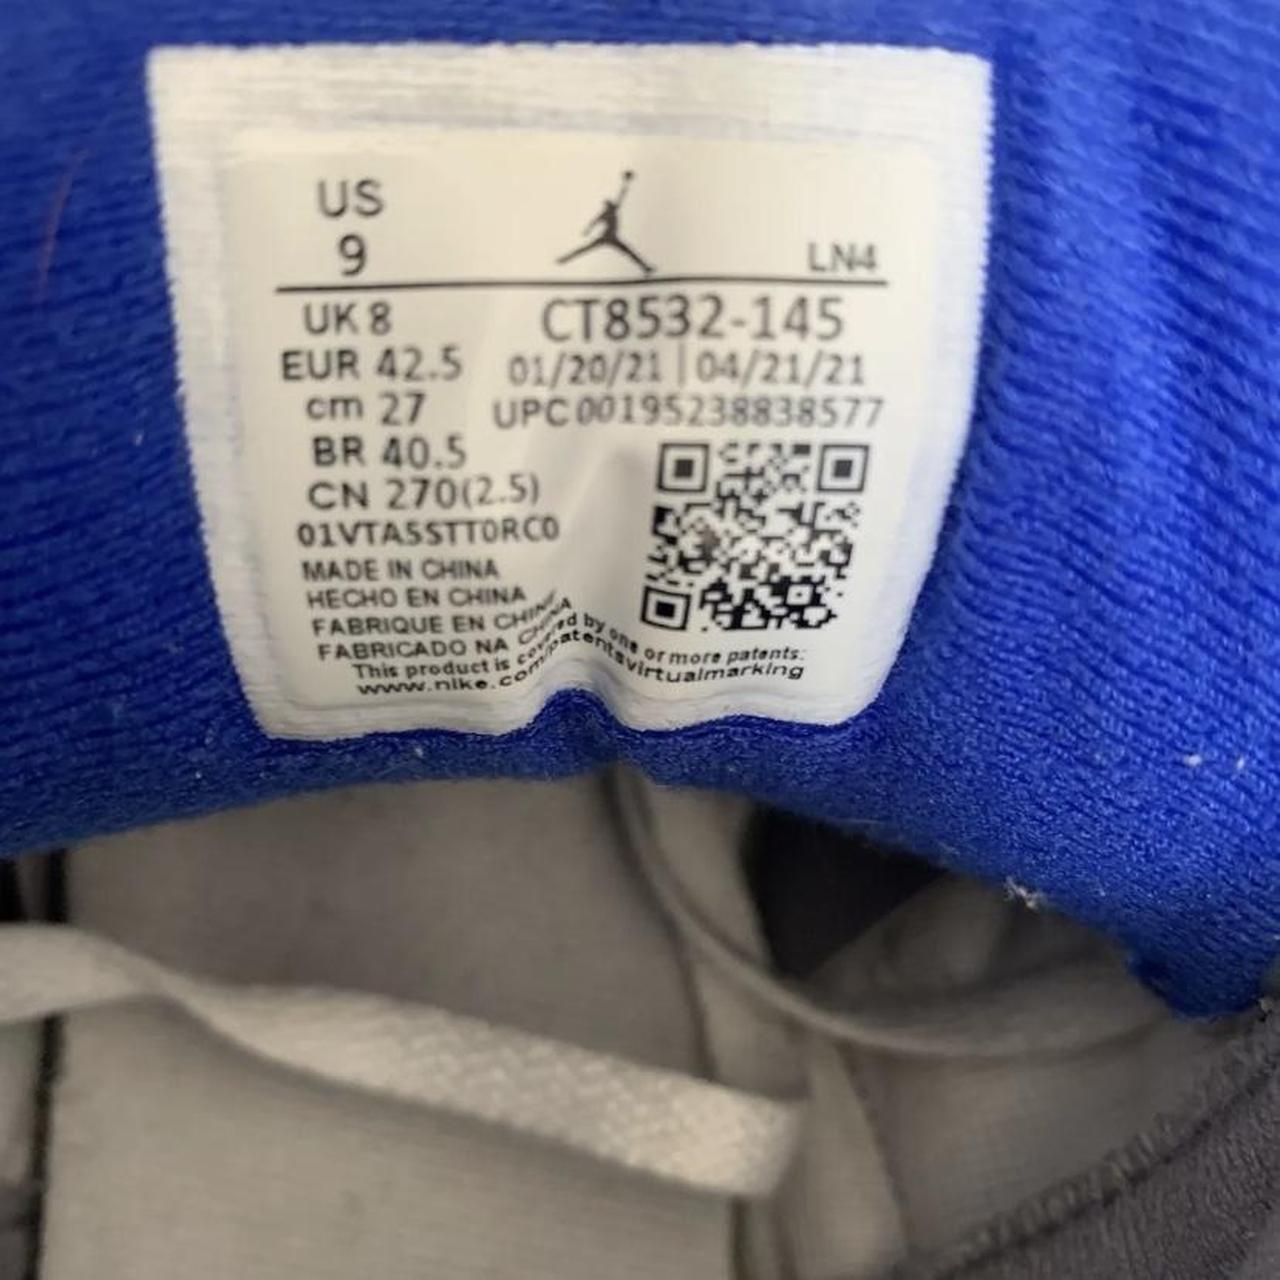 US
9
LN4
UK 8
CT8532-145
EUR 42.5
01/20/21 | 04/21/21
cm 27
UPC 00195238838577
BR 40.5
CN 270(2.5)
01VTA5STT0RC0
MADE IN CHINA
HECHO EN CHINA
FABRIQUE EN CHINA
FABRICADO NA CHINA
This product is covered by one or more patents:
www.nike.com/patentsvirtualmarking